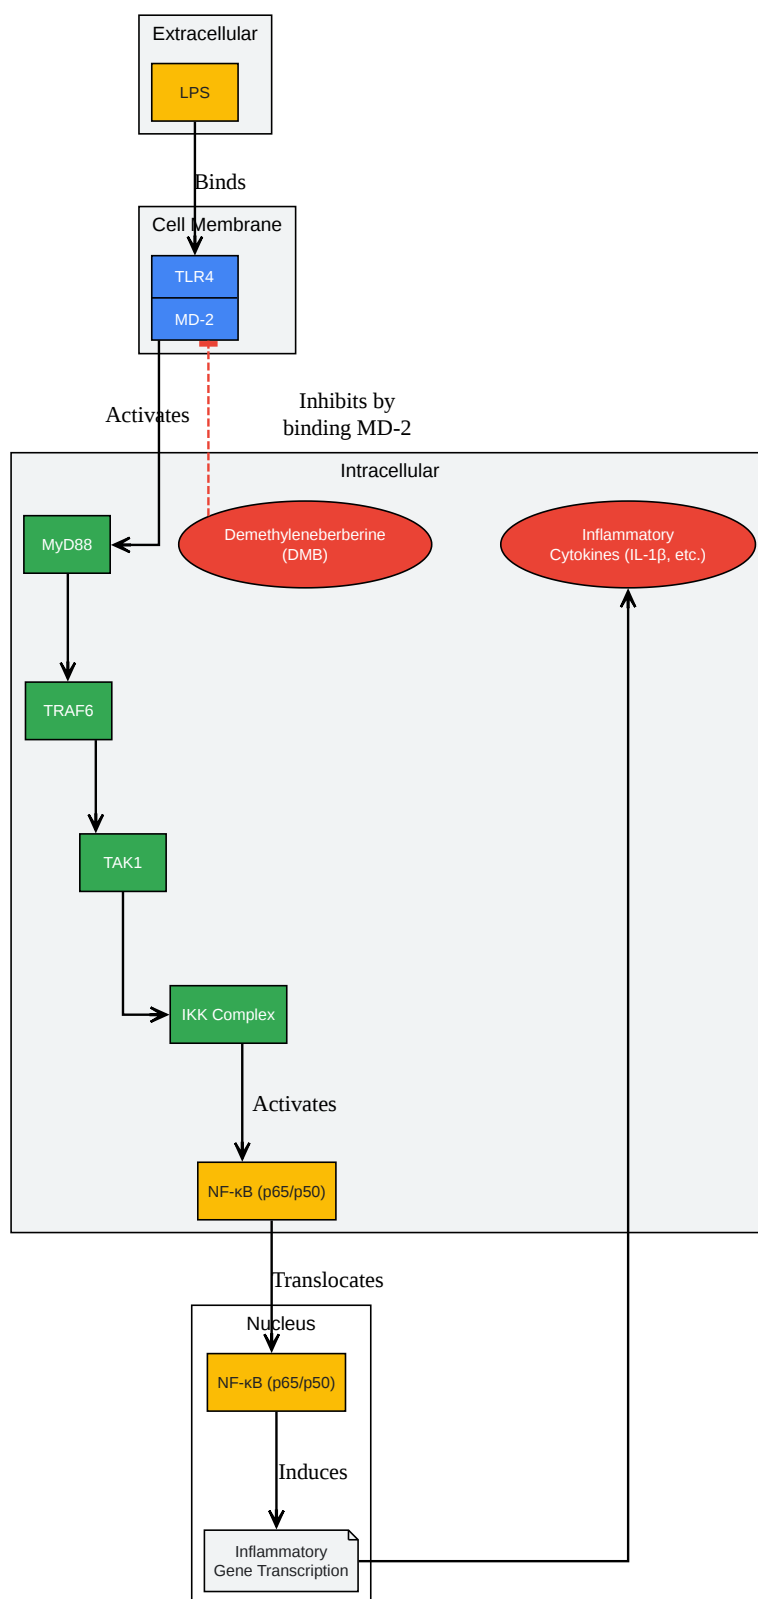 Extracellular
LPS
Binds
Cell Membrane
TLR4
MD-2
Activates
Inhibits by
binding MD-2
Intracellular
MyD88
Demethyleneberberine
(DMB)
Inflammatory
Cytokines (IL-1β, etc.)
TRAF6
TAK1
IKK Complex
Activates
NF-κB (p65/p50)
Translocates
Nucleus
NF-κB (p65/p50)
Induces
Inflammatory
Gene Transcription